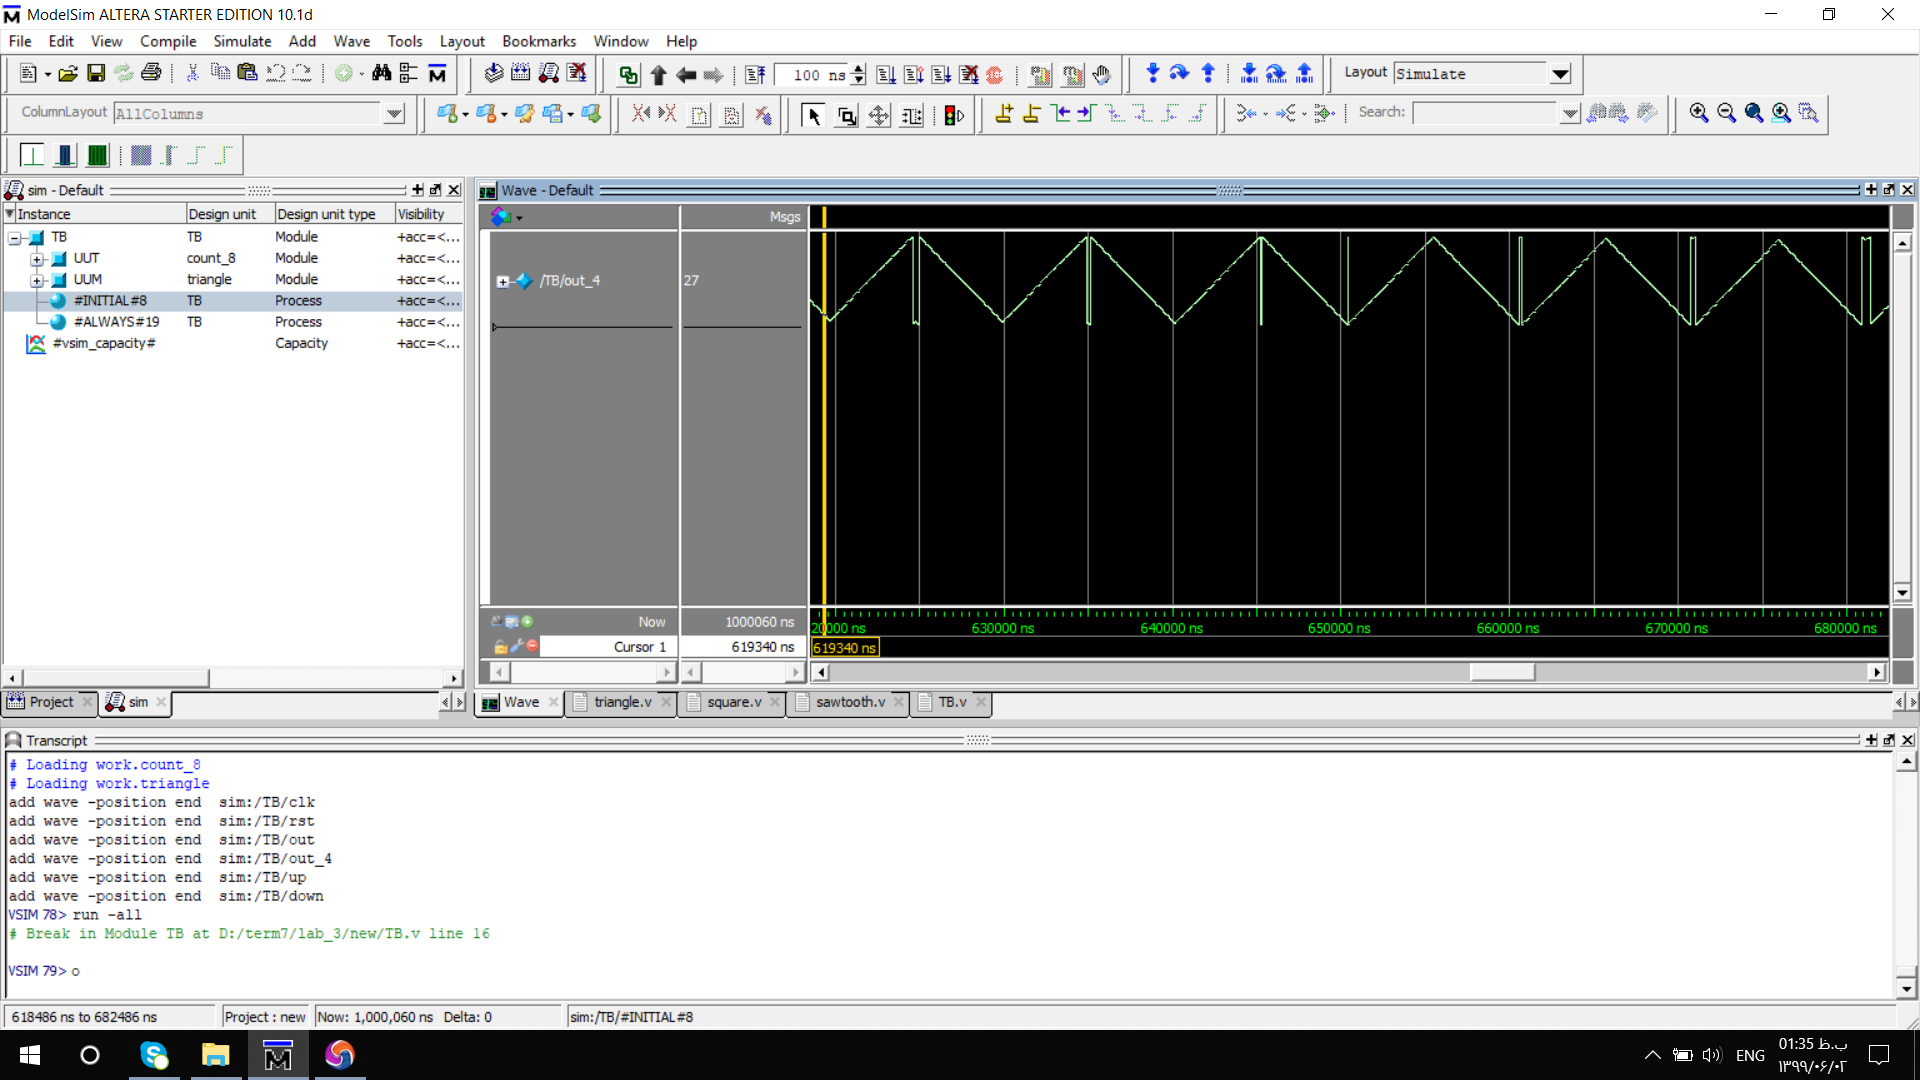 ModelSim ALTERA STARTER EDITION 10.1d
File Edit View Compile Simulate Add Wave Tools Layout Bookmarks Window Help
100 ns
Layout Simulate
ColumnLayout AllColumns
Search:
sim - Default
Wave - Default
Instance Design unit Design unit type Visibility
Msgs
TB TB Module +acc=<...
UUT count_8 Module +acc=<...
UUM triangle Module +acc=<...
#INITIAL#8 TB Process +acc=<...
#ALWAYS#19 TB Process +acc=<...
#vsim_capacity# Capacity +acc=<...
/TB/out_4 27
Now 1000060 ns
20000 ns 630000 ns 640000 ns 650000 ns 660000 ns 670000 ns 680000 ns
Cursor 1 619340 ns
619340 ns
Project sim
Wave triangle.v square.v sawtooth.v TB.v
Transcript
# Loading work.count_8
# Loading work.triangle
add wave -position end sim:/TB/clk
add wave -position end sim:/TB/rst
add wave -position end sim:/TB/out
add wave -position end sim:/TB/out_4
add wave -position end sim:/TB/up
add wave -position end sim:/TB/down
VSIM 78> run -all
# Break in Module TB at D:/term7/lab_3/new/TB.v line 16
VSIM 79> o
618486 ns to 682486 ns Project : new Now: 1,000,060 ns Delta: 0 sim:/TB/#INITIAL#8
ENG
01:35 ب.ظ
۱۳۹۹/۰۶/۰۲